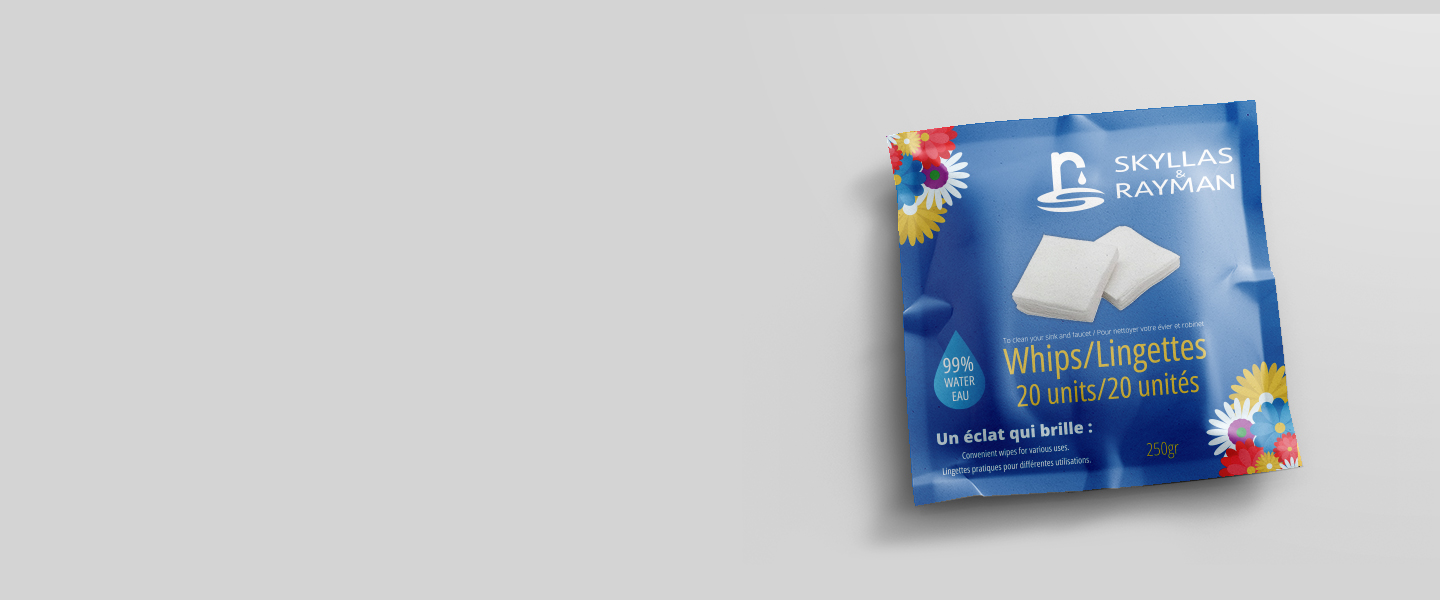 SKYLLAS
&
RAYMAN
To clean your sink and faucet / Pour nettoyer votre évier et robinet
Whips/Lingettes
20 units/20 unités
99%
WATER
EAU
Un éclat qui brille :
Convenient wipes for various uses.
Lingettes pratiques pour différentes utilisations.
250gr